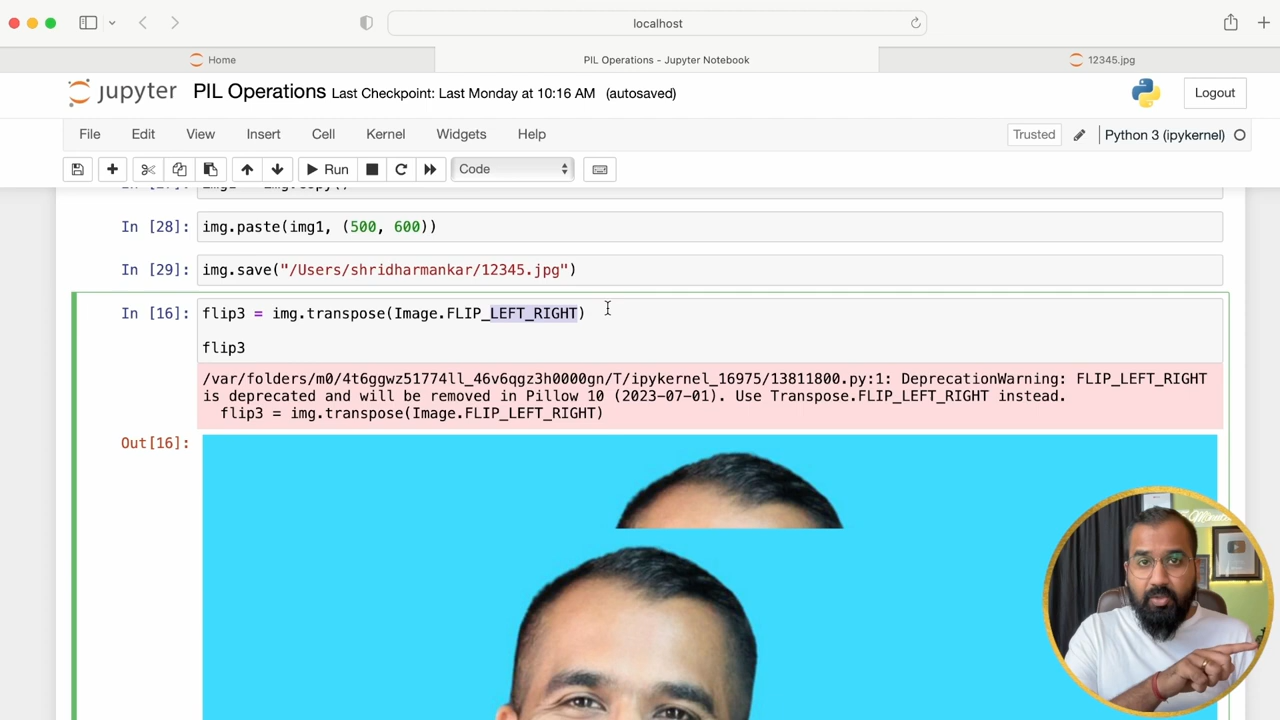 localhost
Home
PIL Operations - Jupyter Notebook
12345.jpg
jupyter PIL Operations Last Checkpoint: Last Monday at 10:16 AM (autosaved)
Logout
File Edit View Insert Cell Kernel Widgets Help
Trusted
Python 3 (ipykernel)
Run
Code
In [28]: img.paste(img1, (500, 600))
In [29]: img.save("/Users/shridharmankar/12345.jpg")
In [16]: flip3 = img.transpose(Image.FLIP_LEFT_RIGHT)
flip3
/var/folders/m0/4t6ggwz51774ll_46v6qgz3h0000gn/T/ipykernel_16975/13811800.py:1: DeprecationWarning: FLIP_LEFT_RIGHT
is deprecated and will be removed in Pillow 10 (2023-07-01). Use Transpose.FLIP_LEFT_RIGHT instead.
flip3 = img.transpose(Image.FLIP_LEFT_RIGHT)
Out[16]: